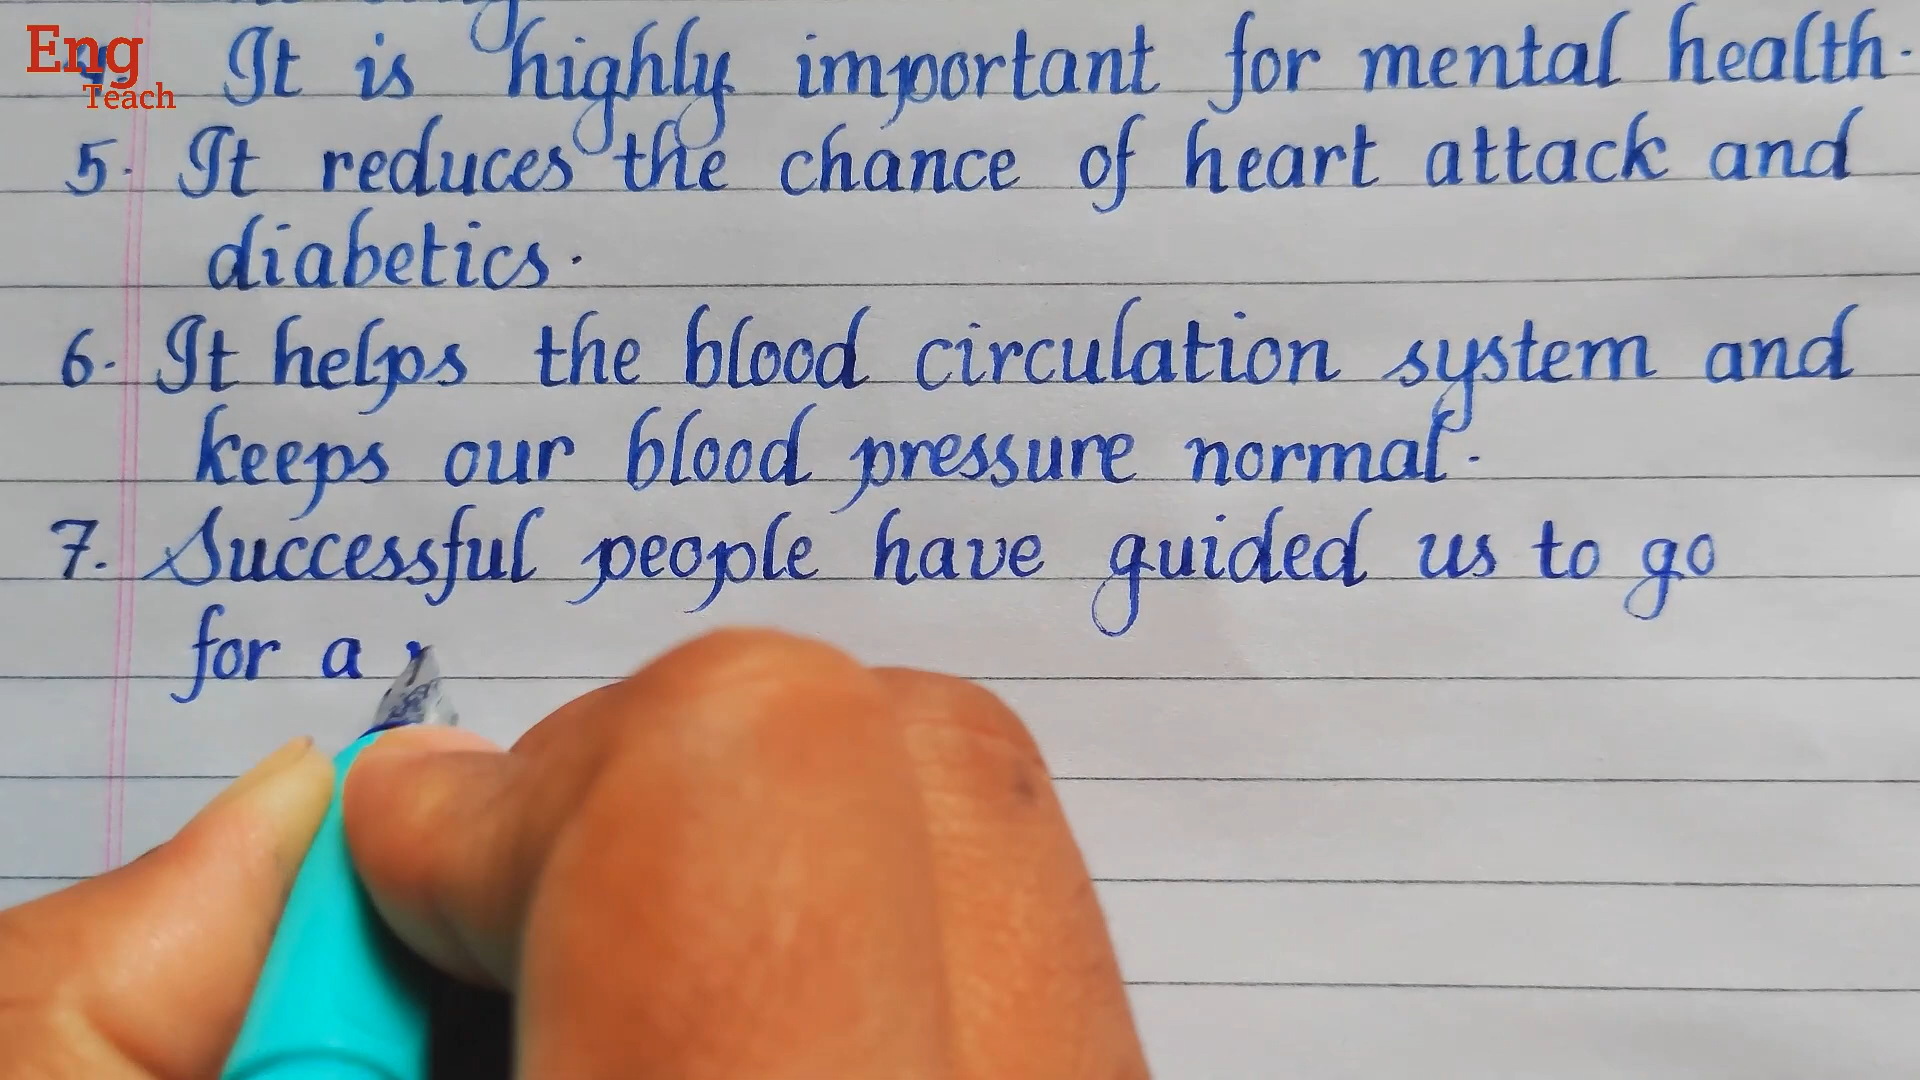 Eng
Teach
4. It is highly important for mental health.
5. It reduces the chance of heart attack and
diabetics.
6. It helps the blood circulation system and
keeps our blood pressure normal.
7. Successful people have guided us to go
for a